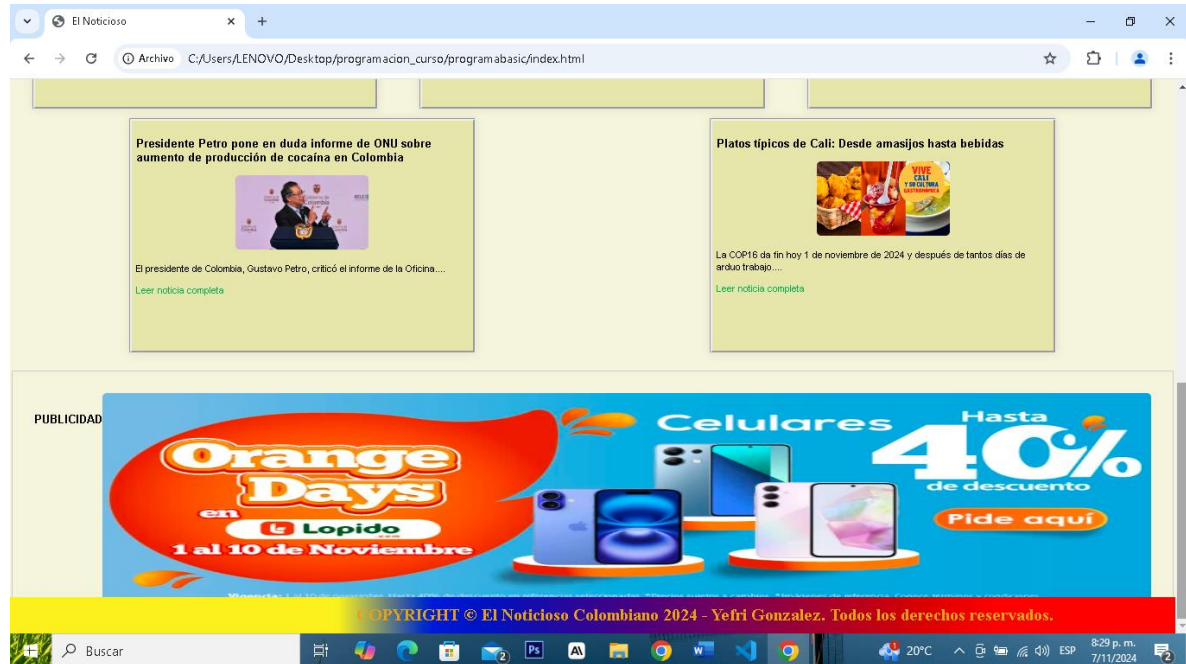 El Noticioso
Archivo C:/Users/LENOVO/Desktop/programacion_curso/programabasic/index.html
Presidente Petro pone en duda informe de ONU sobre
aumento de producción de cocaína en Colombia
El presidente de Colombia, Gustavo Petro, criticó el informe de la Oficina....
Leer noticia completa
Platos típicos de Cali: Desde amasijos hasta bebidas
VIVE
CALI
Y SU CULTURA
GASTRONÓMICA
La COP16 da fin hoy 1 de noviembre de 2024 y después de tantos días de
arduo trabajo....
Leer noticia completa
PUBLICIDAD
Orange
Days
en
Lopido
1 al 10 de Noviembre
Celulares
Hasta
40%
de descuento
Pide aquí
COPYRIGHT © El Noticioso Colombiano 2024 - Yefri Gonzalez. Todos los derechos reservados.
Buscar
20°C
ESP
8:29 p. m.
7/11/2024